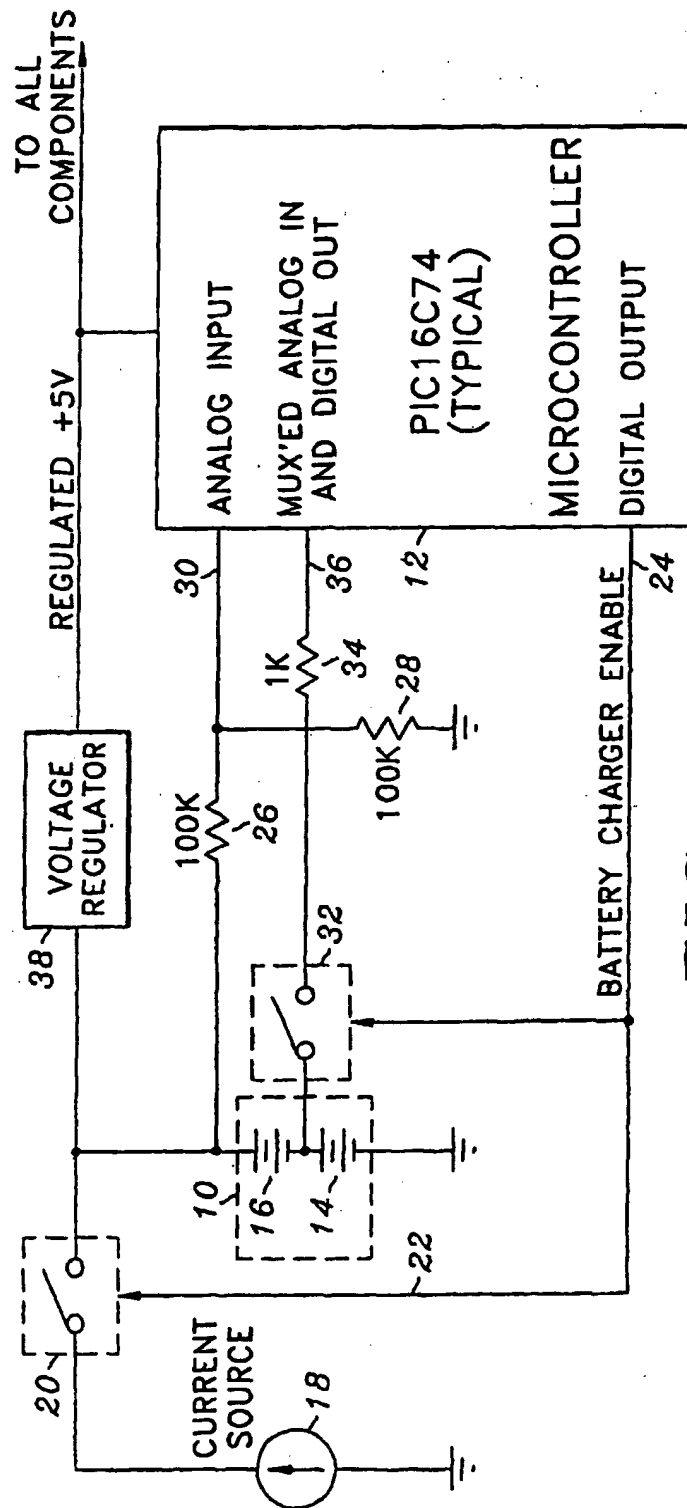 TO ALL
COMPONENTS
REGULATED +5V
VOLTAGE
REGULATOR
38
20
CURRENT
SOURCE
18
22
10
16
14
32
100K
26
1K
34
100K
28
30
36
12
24
ANALOG INPUT
MUX'ED ANALOG IN
AND DIGITAL OUT
PIC16C74
(TYPICAL)
MICROCONTROLLER
DIGITAL OUTPUT
BATTERY CHARGER ENABLE